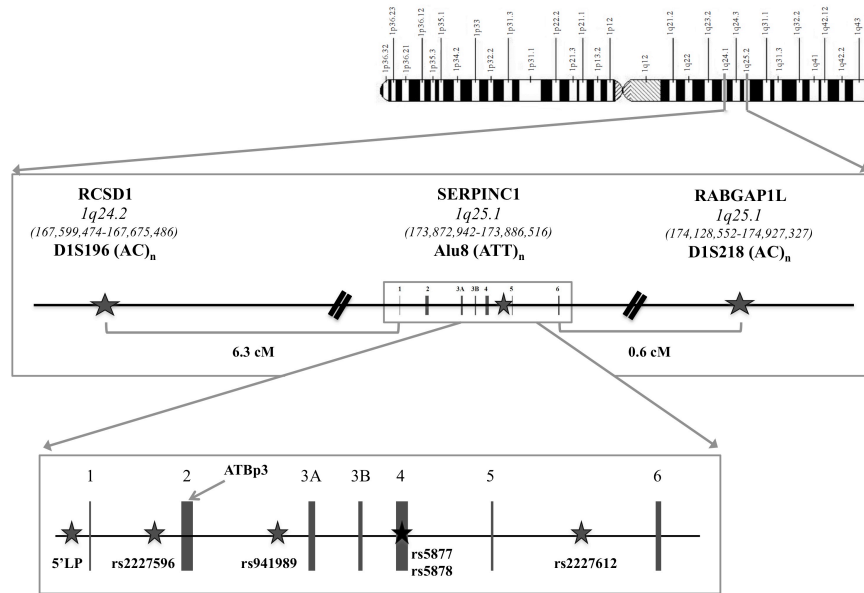 1p36.32
1p36.23
1p36.21
1p36.12
1p35.3
1p35.1
1p34.2
1p33
1p32.2
1p31.3
1p31.1
1p22
1p21.3
1p21.1
1p13.2
1p12
1q12
1q21.2
1q22
1q23.2
1q24.1
1q24.3
1q25.2
1q31.1
1q31.3
1q32.2
1q41
1q42.12
1q42.2
1q43
RCSD1
1q24.2
(167,599,474-167,675,486)
D1S196 (AC)n
SERPINC1
1q25.1
(173,872,942-173,886,516)
Alu8 (ATT)n
RABGAP1L
1q25.1
(174,128,552-174,927,327)
D1S218 (AC)n
1 2 3A 3B 4 5 6
6.3 cM
0.6 cM
ATBp3
1 2 3A 3B 4 5 6
5'LP
rs2227596
rs941989
rs5877
rs5878
rs2227612